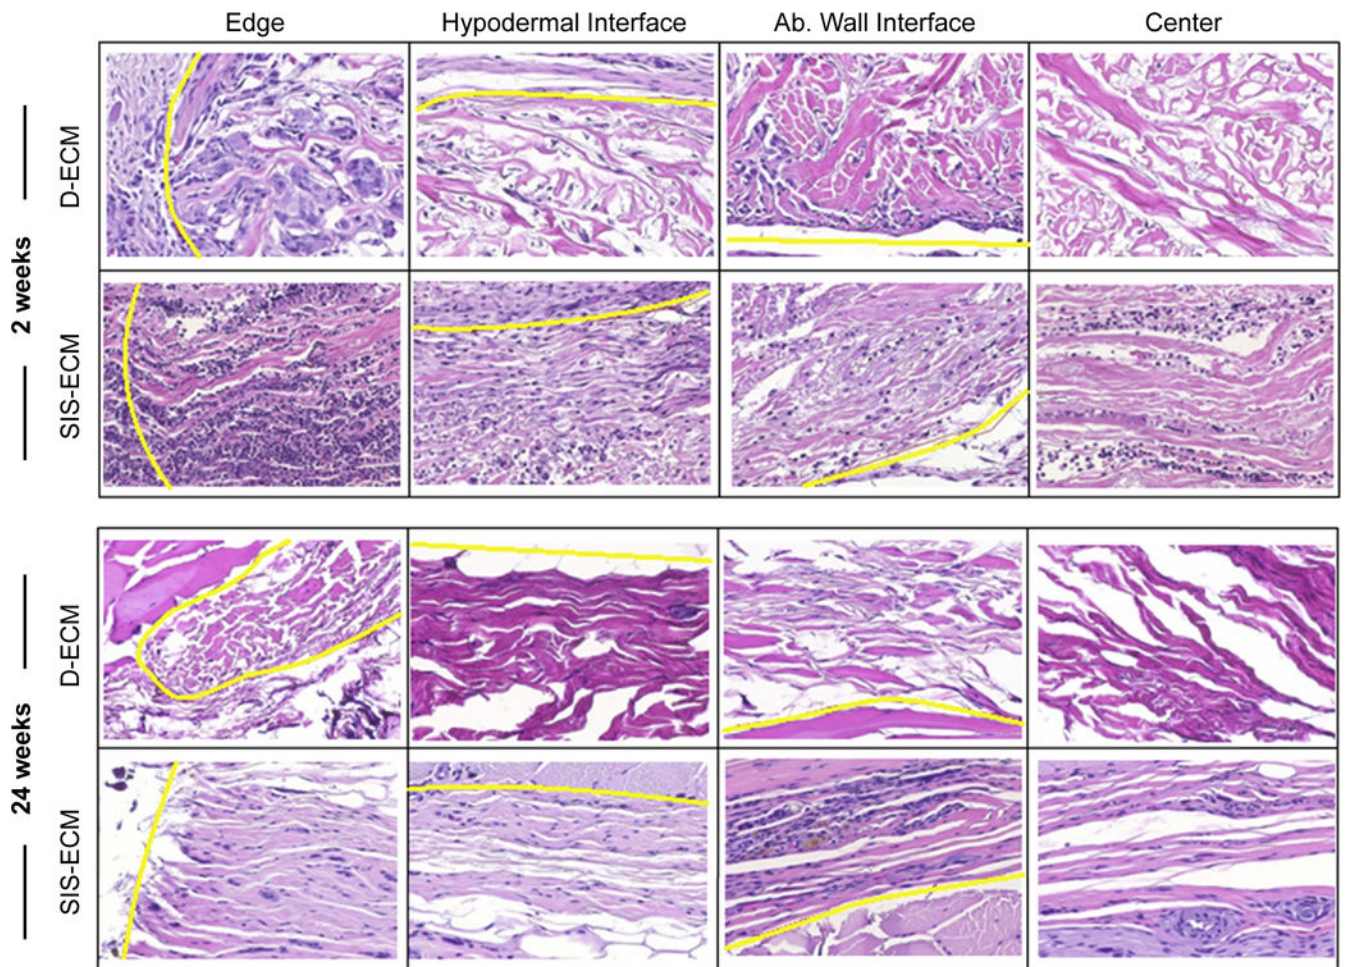 Edge Hypodermal Interface Ab. Wall Interface Center
2 weeks
D-ECM
SIS-ECM
24 weeks
D-ECM
SIS-ECM